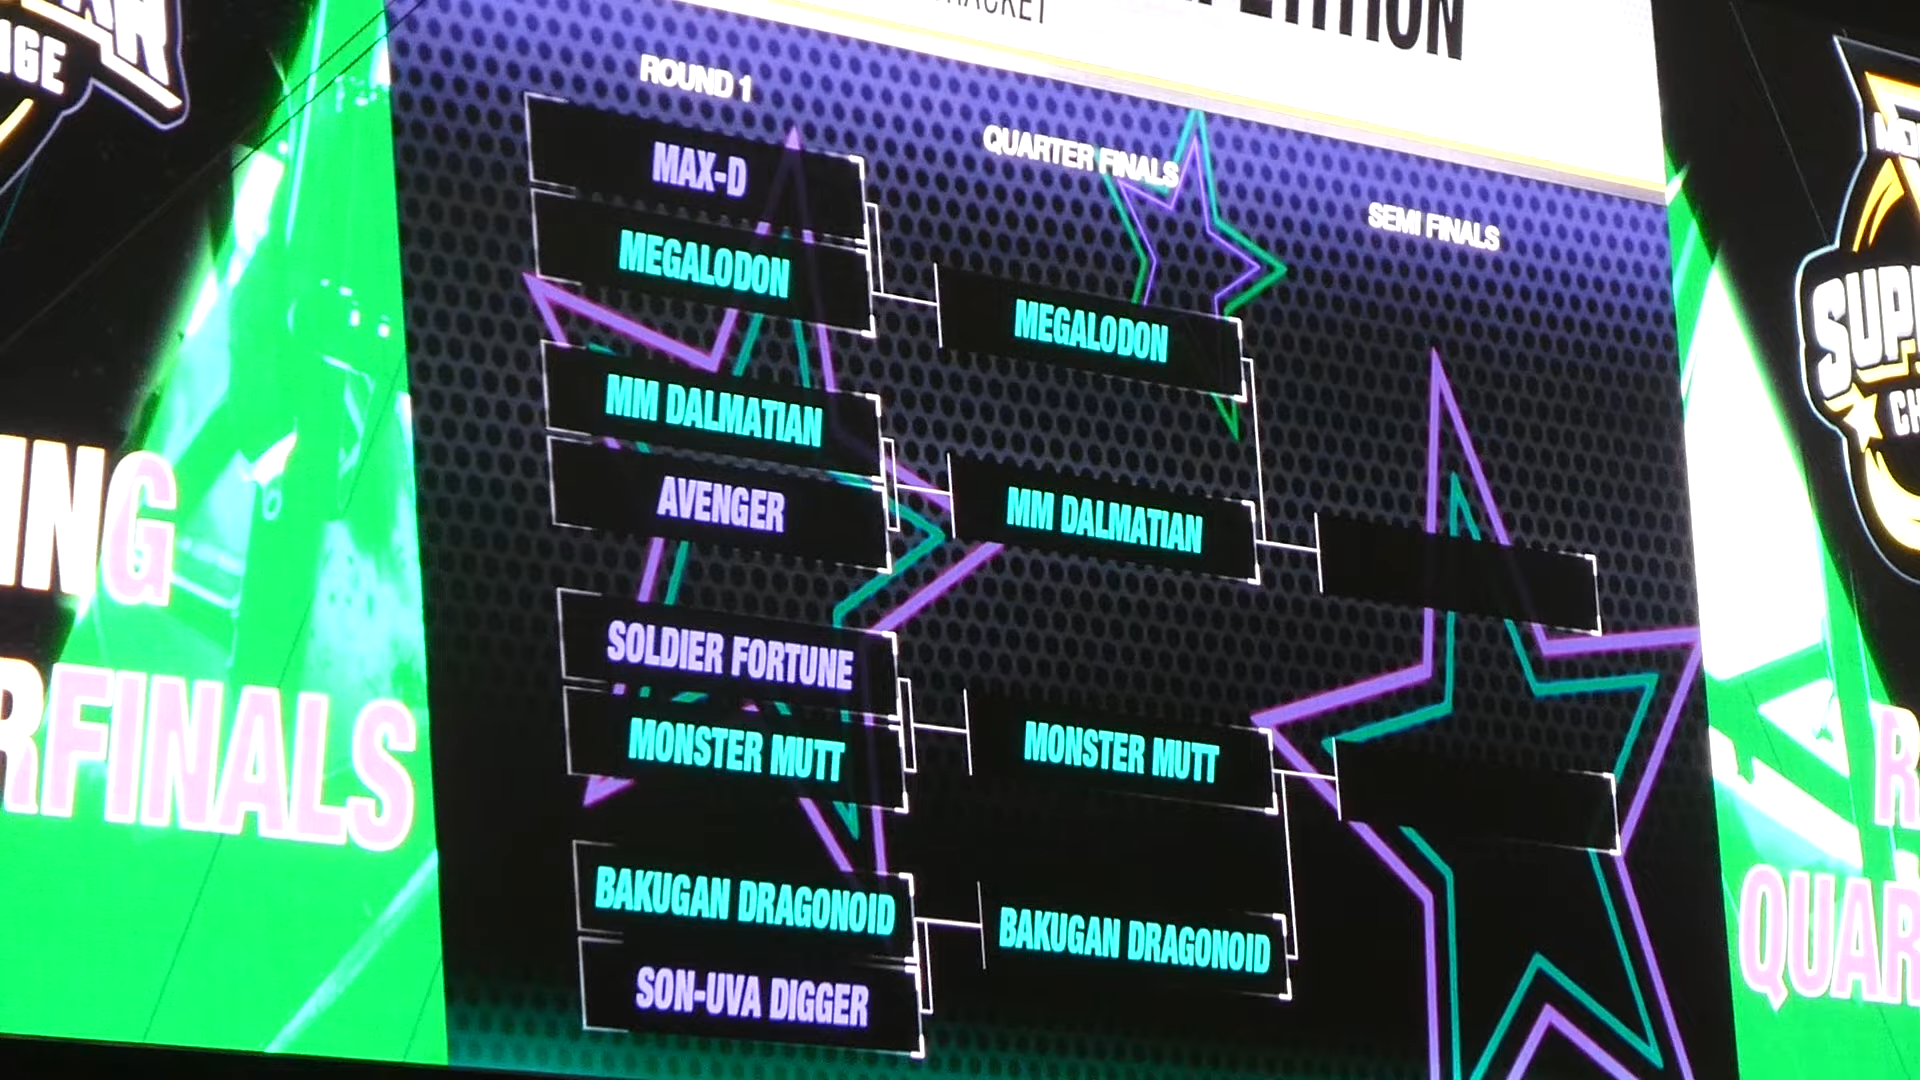 ROUND 1
QUARTER FINALS
SEMI FINALS
MAX-D
MEGALODON
MEGALODON
MM DALMATIAN
AVENGER
MM DALMATIAN
SOLDIER FORTUNE
MONSTER MUTT
MONSTER MUTT
BAKUGAN DRAGONOID
SON-UVA DIGGER
BAKUGAN DRAGONOID
FINALS